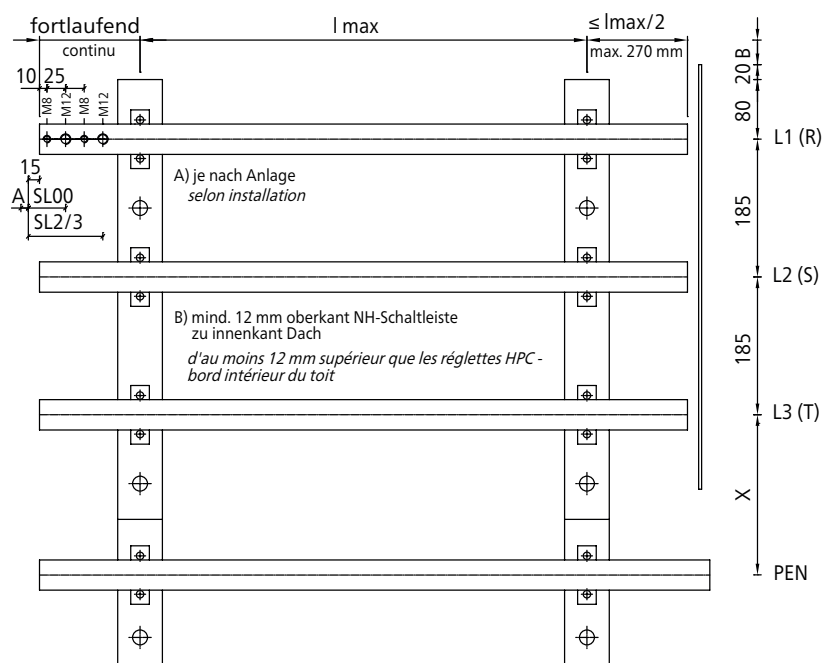 fortlaufend
continu
l max
≤ lmax/2
max. 270 mm
B
20
80
10 25
M8
M12
M8
M12
L1 (R)
15
A SL00
SL2/3
A) je nach Anlage
selon installation
185
L2 (S)
B) mind. 12 mm oberkant NH-Schaltleiste
zu innenkant Dach
d'au moins 12 mm supérieur que les réglettes HPC -
bord intérieur du toit
185
L3 (T)
X
PEN